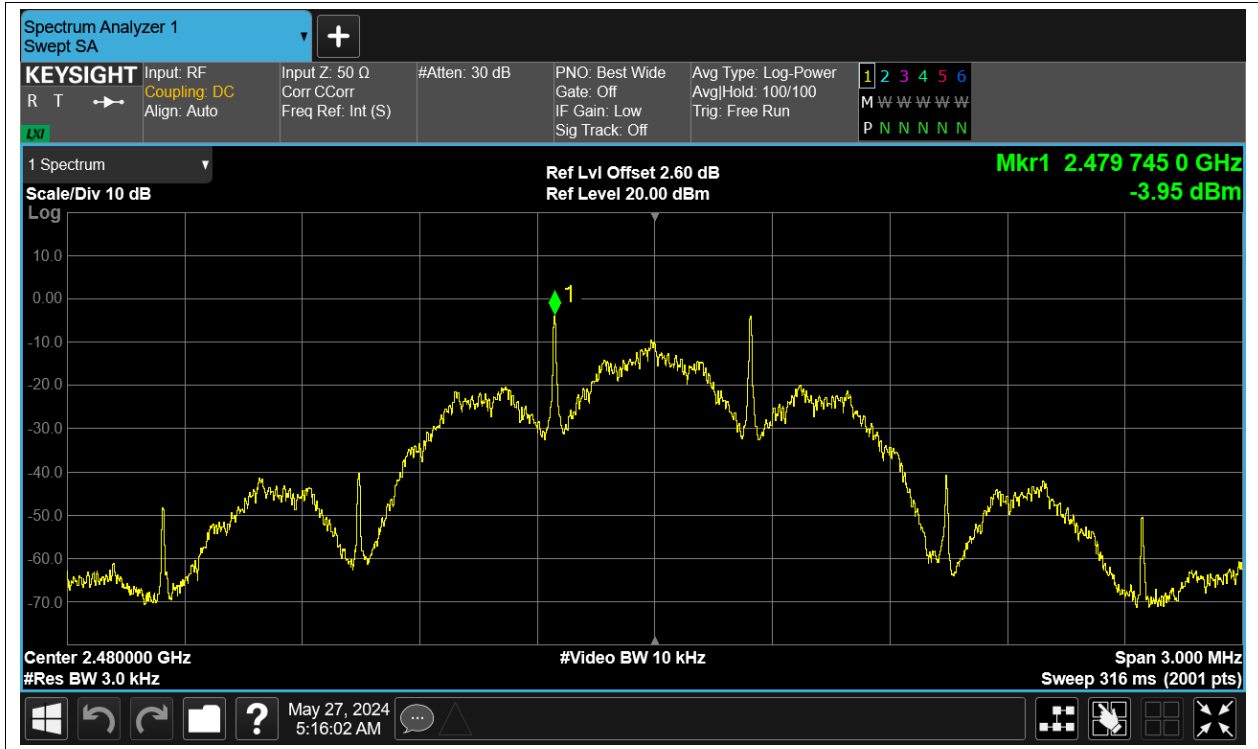 Spectrum Analyzer 1
Swept SA
+
KEYSIGHT
R T
LXI
Input: RF
Coupling: DC
Align: Auto
Input Z: 50 Ω
Corr CCorr
Freq Ref: Int (S)
#Atten: 30 dB
PNO: Best Wide
Gate: Off
IF Gain: Low
Sig Track: Off
Avg Type: Log-Power
Avg|Hold: 100/100
Trig: Free Run
1 2 3 4 5 6
M W W W W W
P N N N N N
1 Spectrum
Scale/Div 10 dB
Ref Lvl Offset 2.60 dB
Ref Level 20.00 dBm
Mkr1 2.479 745 0 GHz
-3.95 dBm
Log
10.0
0.00
-10.0
-20.0
-30.0
-40.0
-50.0
-60.0
-70.0
1
Center 2.480000 GHz
#Res BW 3.0 kHz
#Video BW 10 kHz
Span 3.000 MHz
Sweep 316 ms (2001 pts)
?
May 27, 2024
5:16:02 AM